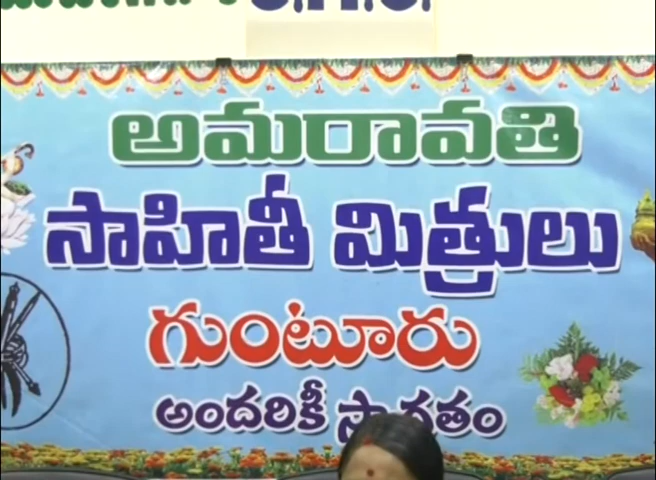 అమరావతి
సాహితీ మిత్రులు
గుంటూరు
అందరికీ స్వాగతం